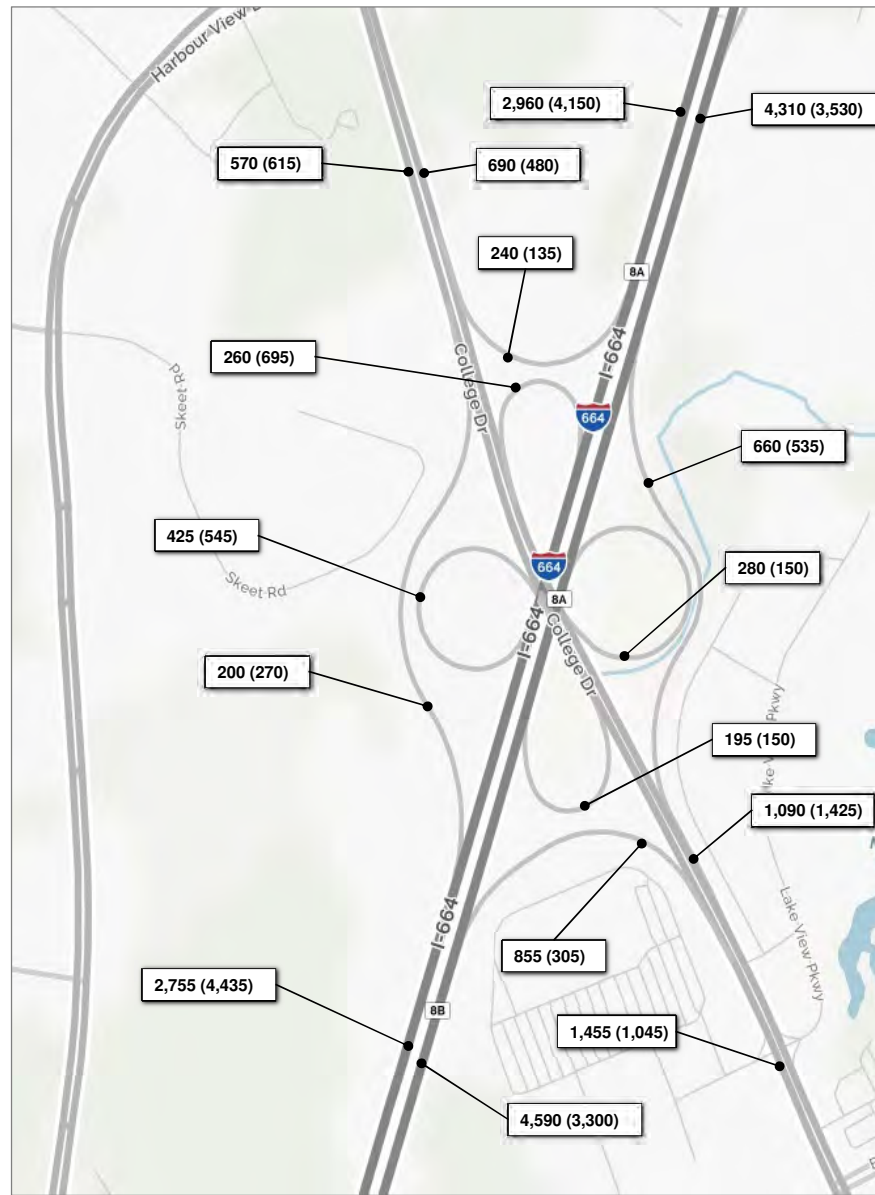 Harbour View
2,960 (4,150)
4,310 (3,530)
570 (615)
690 (480)
240 (135)
8A
I-664
260 (695)
College Dr
Skeet Rd
664
660 (535)
425 (545)
664
280 (150)
8A
Skeet Rd
I-664
College Dr
200 (270)
Pkwy
195 (150)
1,090 (1,425)
855 (305)
I-664
Lake View Pkwy
2,755 (4,435)
8B
1,455 (1,045)
4,590 (3,300)